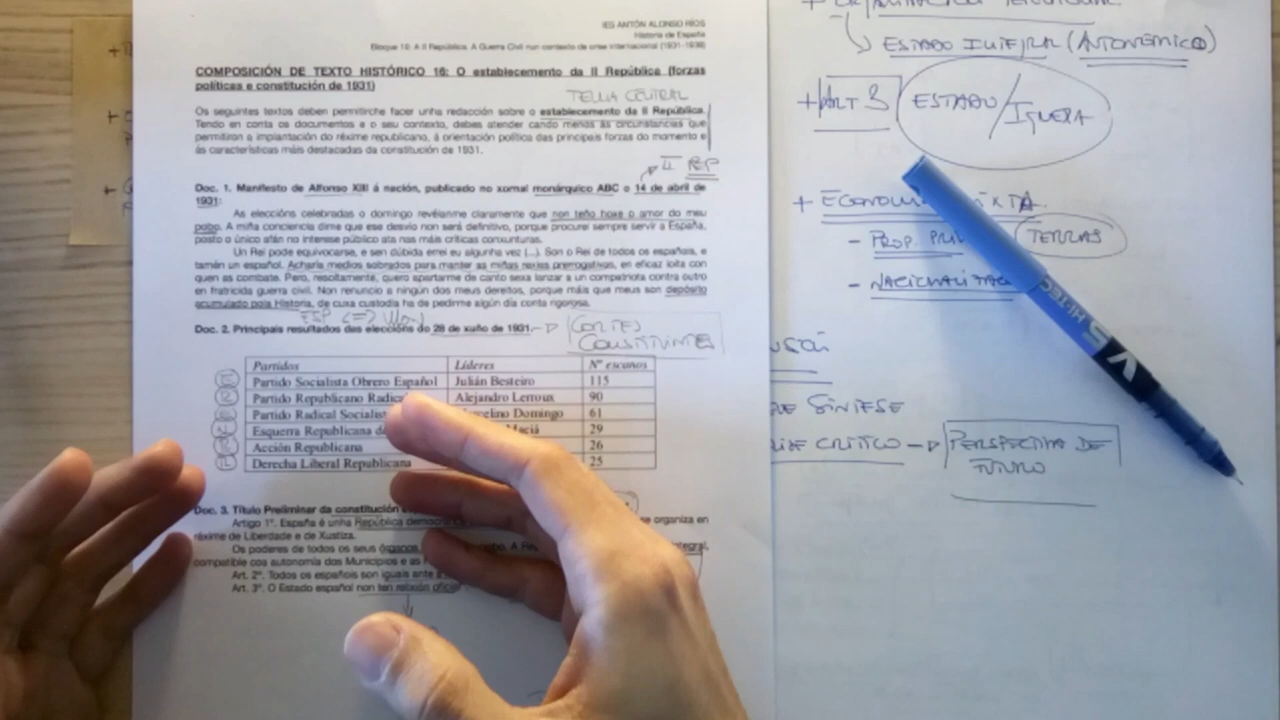 IES ANTÓN ALONSO RÍOS
Historia de España
Bloque 10: A II República. A Guerra Civil nun contexto de crise internacional (1931-1939)
COMPOSICIÓN DE TEXTO HISTÓRICO 16: O establecemento da II República (forzas
políticas e constitución de 1931)
TEMA CENTRAL
Os seguintes textos deben permitirche facer unha redacción sobre o establecemento da II República.
Tendo en conta os documentos e o seu contexto, debes atender cando menos ás circunstancias que
permitiron a implantación do réxime republicano, á orientación política das principais forzas do momento e
ás características máis destacadas da constitución de 1931.
II REP
Doc. 1. Manifesto de Alfonso XIII á nación, publicado no xornal monárquico ABC o 14 de abril de
1931:
As eleccións celebradas o domingo revélanme claramente que non teño hoxe o amor do meu
pobo. A miña conciencia dime que ese desvío non será definitivo, porque procurei sempre servir a España,
posto o único afán no interese público ata nas máis críticas conxunturas.
Un Rei pode equivocarse, e sen dúbida errei eu algunha vez (...). Son o Rei de todos os españois, e
tamén un español. Acharía medios sobrados para manter as miñas rexias prerrogativas, en eficaz loita con
quen as combate. Pero, resoltamente, quero apartarme de canto sexa lanzar a un compatriota contra outro
en fratricida guerra civil. Non renuncio a ningún dos meus dereitos, porque máis que meus son depósito
acumulado pola Historia, de cuxa custodia ha de pedirme algún día conta rigorosa.
ESP <=>
Doc. 2. Principais resultados das eleccións do 28 de xuño de 1931. CORTES
CONSTITUINTES
Partidos Líderes Nº escanos
Partido Socialista Obrero Español Julián Besteiro 115
Partido Republicano Alejandro Lerroux 90
Partido Radical Domingo 61
Esquerra Republicana Maciá 29
Acción Republicana 26
Derecha Liberal Republicana 25
Doc. 3. Título Preliminar da constitución
Artigo 1º. España é unha República se organiza en
réxime de Liberdade e de Xustiza.
Os poderes de todos os seus órganos A integral,
compatible coa autonomía dos Municipios e as
Art. 2º. Todos os españois son iguais ante
Art. 3º. O Estado español non ten relixión oficial
ESTADO INTEGRAL (AUTONÓMICO)
+ ART 3 ESTADO / IGREXA
+ ECONOMÍA MIXTA
- PROP. TERRAS
-
DE SÍNTESE
CRÍTICO PERSPECTIVA DE
FUTURO
V5 HI-TEC